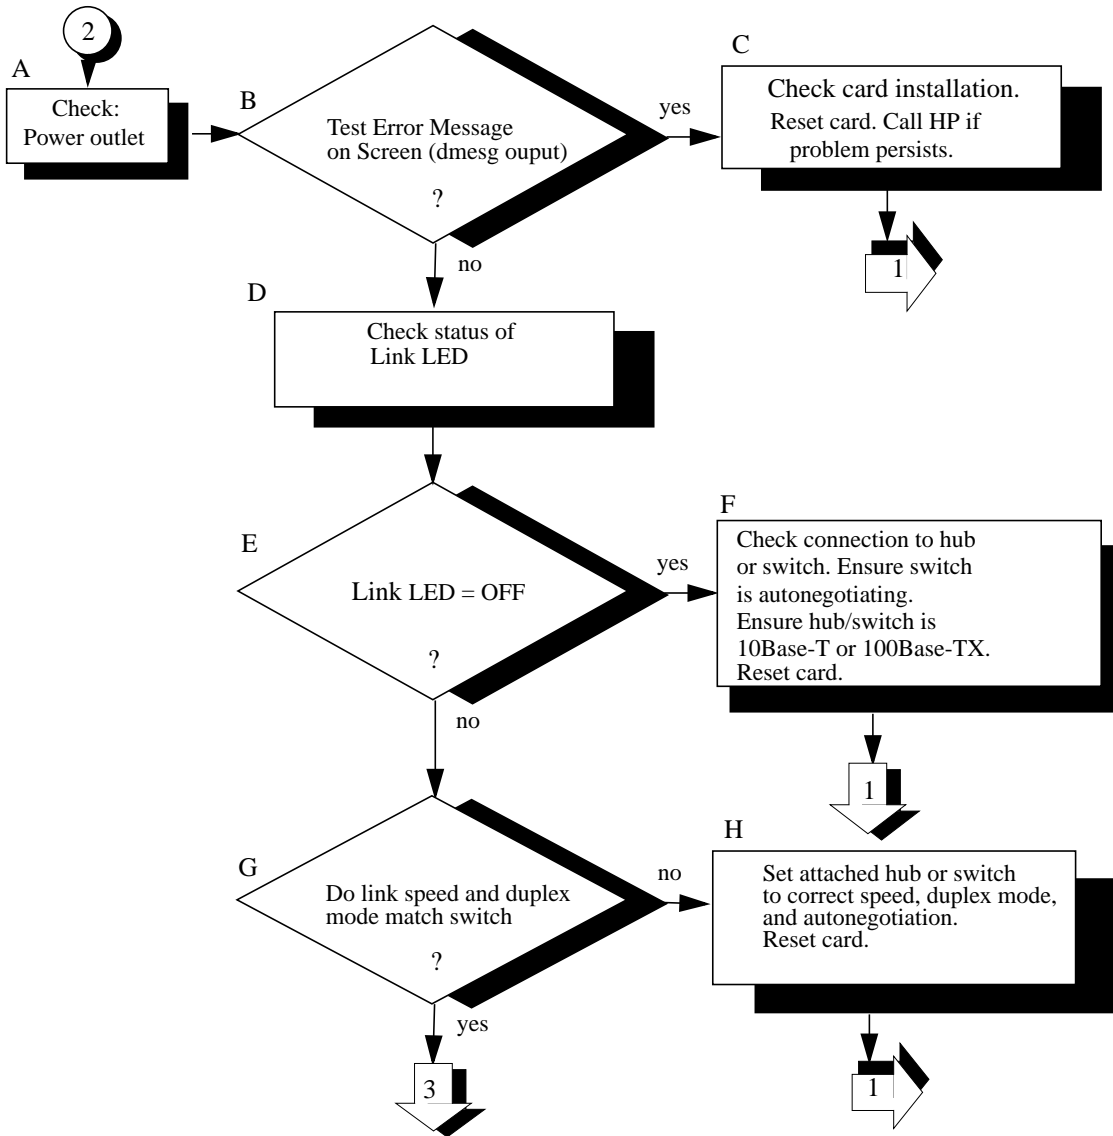 2
A
Check:
Power outlet
B
Test Error Message
on Screen (dmesg ouput)
?
yes
C
Check card installation.
Reset card. Call HP if
problem persists.
1
no
D
Check status of
Link LED
E
Link LED = OFF
?
yes
F
Check connection to hub
or switch. Ensure switch
is autonegotiating.
Ensure hub/switch is
10Base-T or 100Base-TX.
Reset card.
1
no
G
Do link speed and duplex
mode match switch
?
no
H
Set attached hub or switch
to correct speed, duplex mode,
and autonegotiation.
Reset card.
1
yes
3